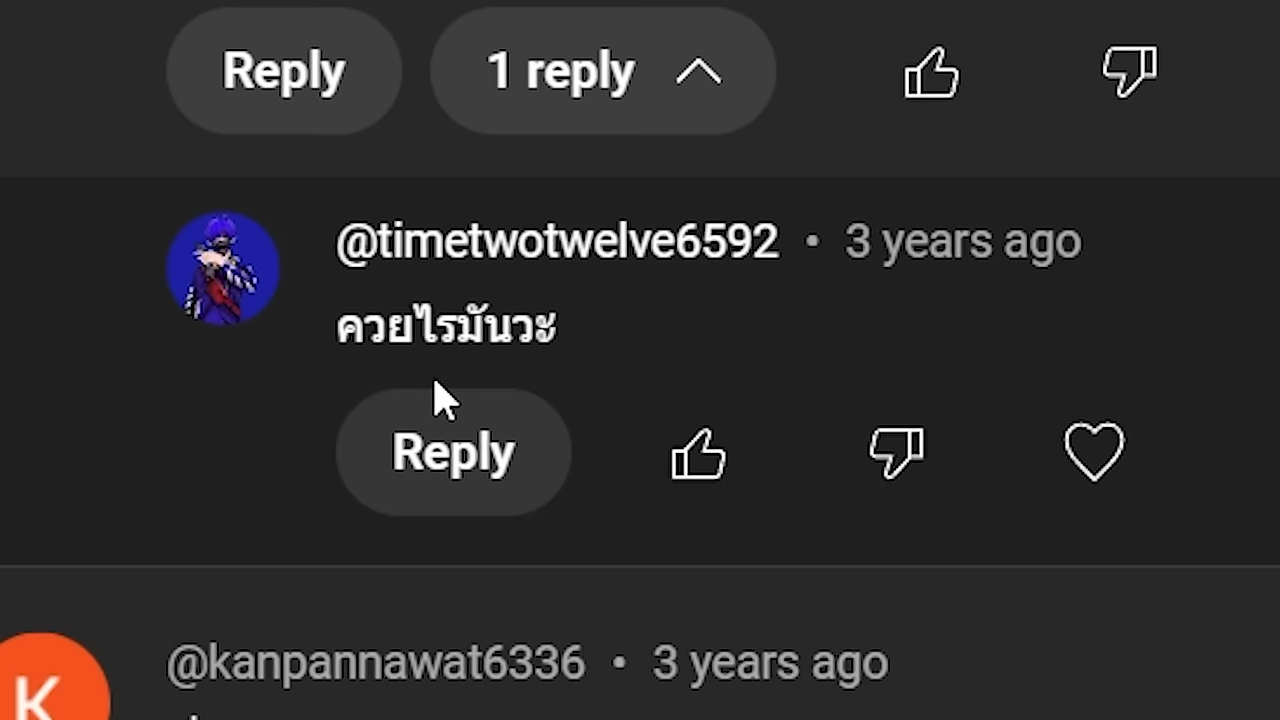 Reply 1 reply
@timetwotwelve6592 • 3 years ago
ควยไรมันวะ
Reply
K @kanpannawat6336 • 3 years ago